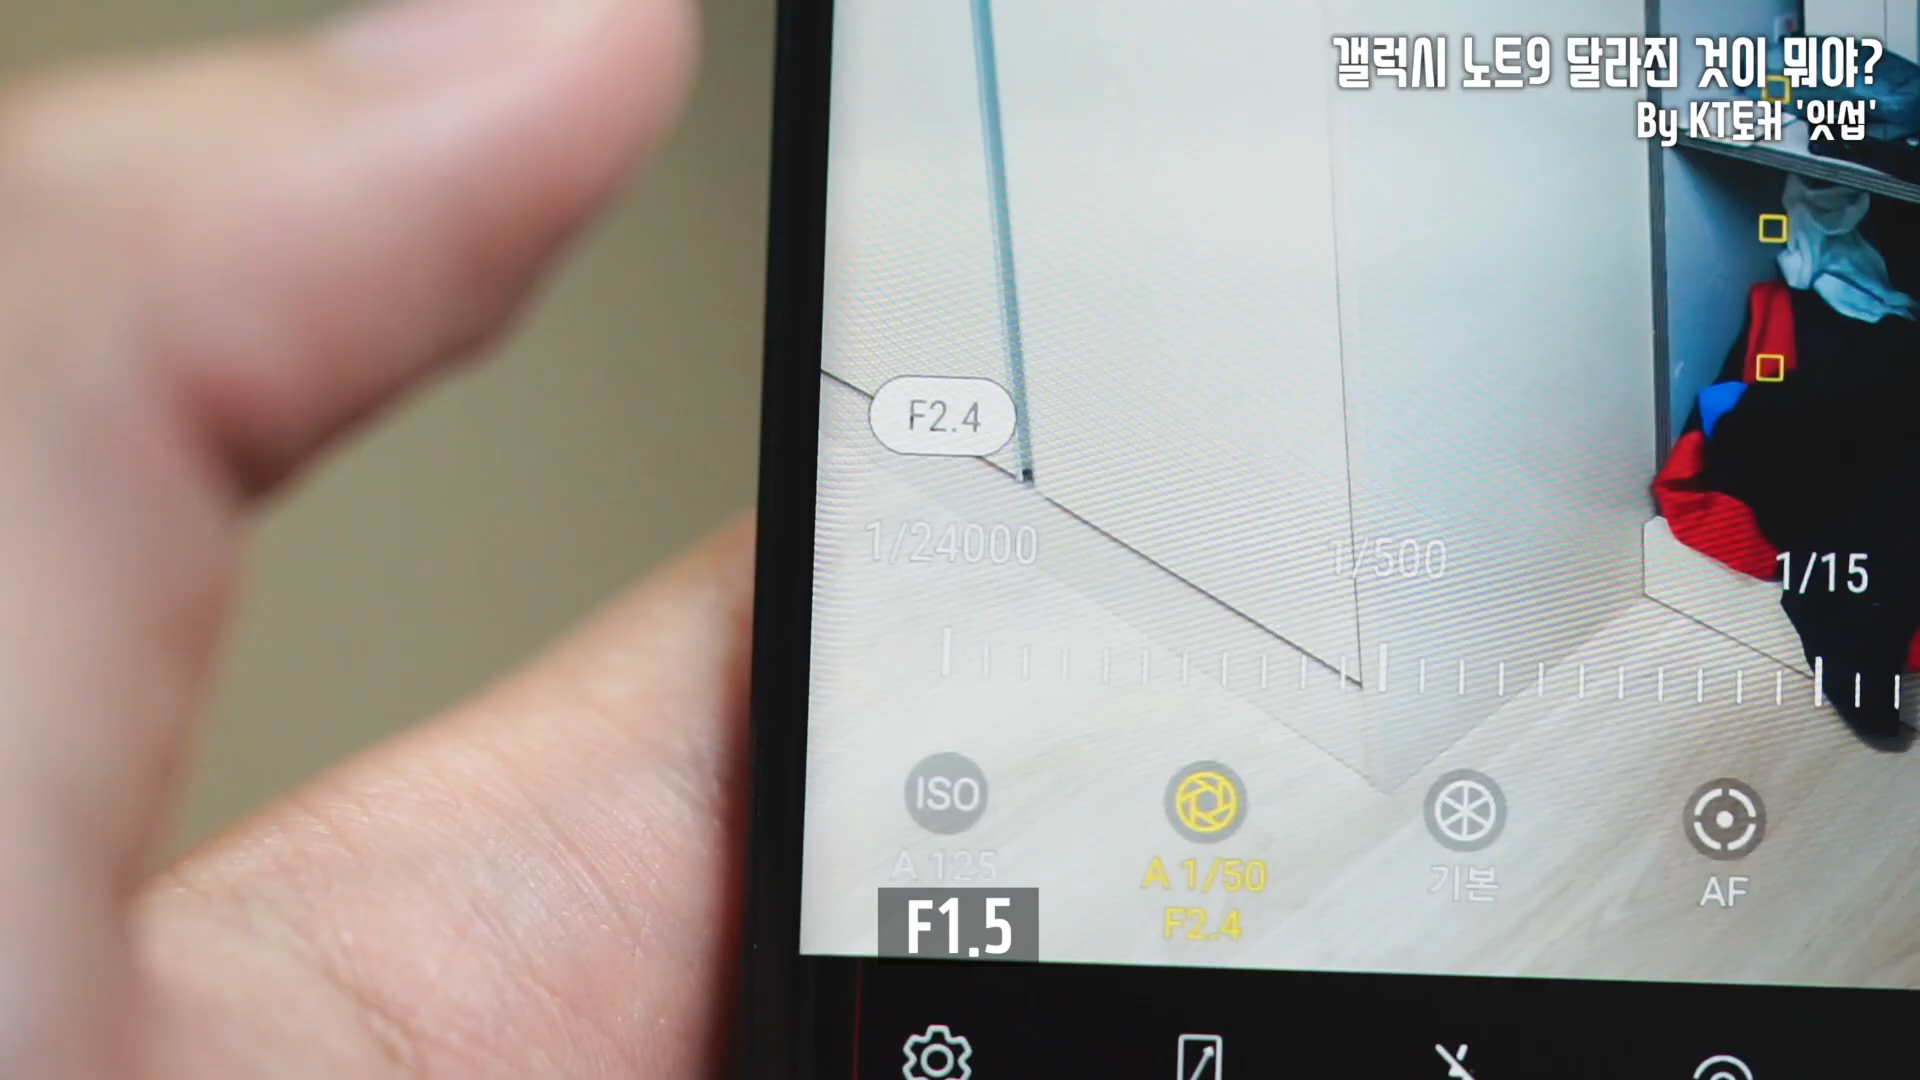 갤럭시 노트9 달라진 것이 뭐야?
By KT토커 '잇섭'
F2.4
1/24000
1/500
1/15
ISO
A 125
A 1/50
F2.4
기본
AF
F1.5